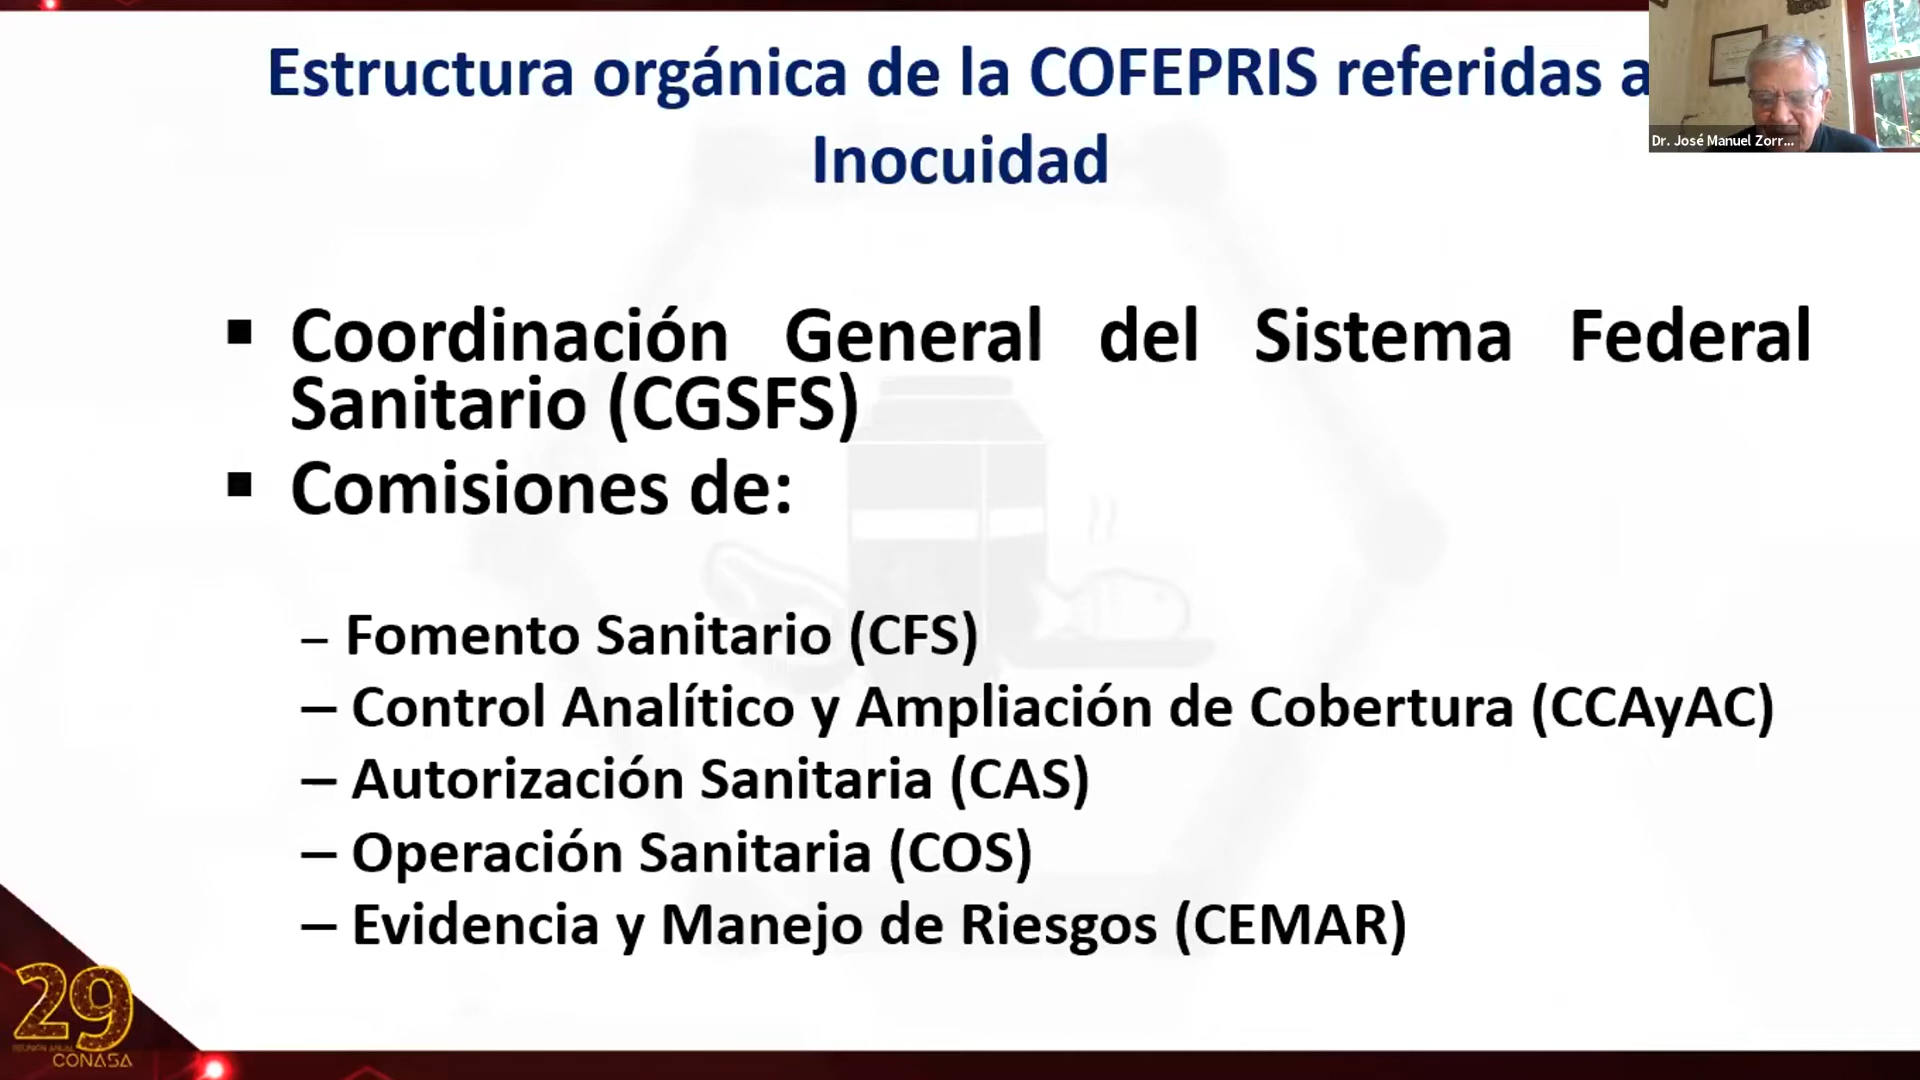 Estructura orgánica de la COFEPRIS referidas a
Inocuidad
Dr. José Manuel Zorr...
▪ Coordinación General del Sistema Federal
Sanitario (CGSFS)
▪ Comisiones de:
– Fomento Sanitario (CFS)
– Control Analítico y Ampliación de Cobertura (CCAyAC)
– Autorización Sanitaria (CAS)
– Operación Sanitaria (COS)
– Evidencia y Manejo de Riesgos (CEMAR)
29
REUNIÓN ANUAL
CONASA